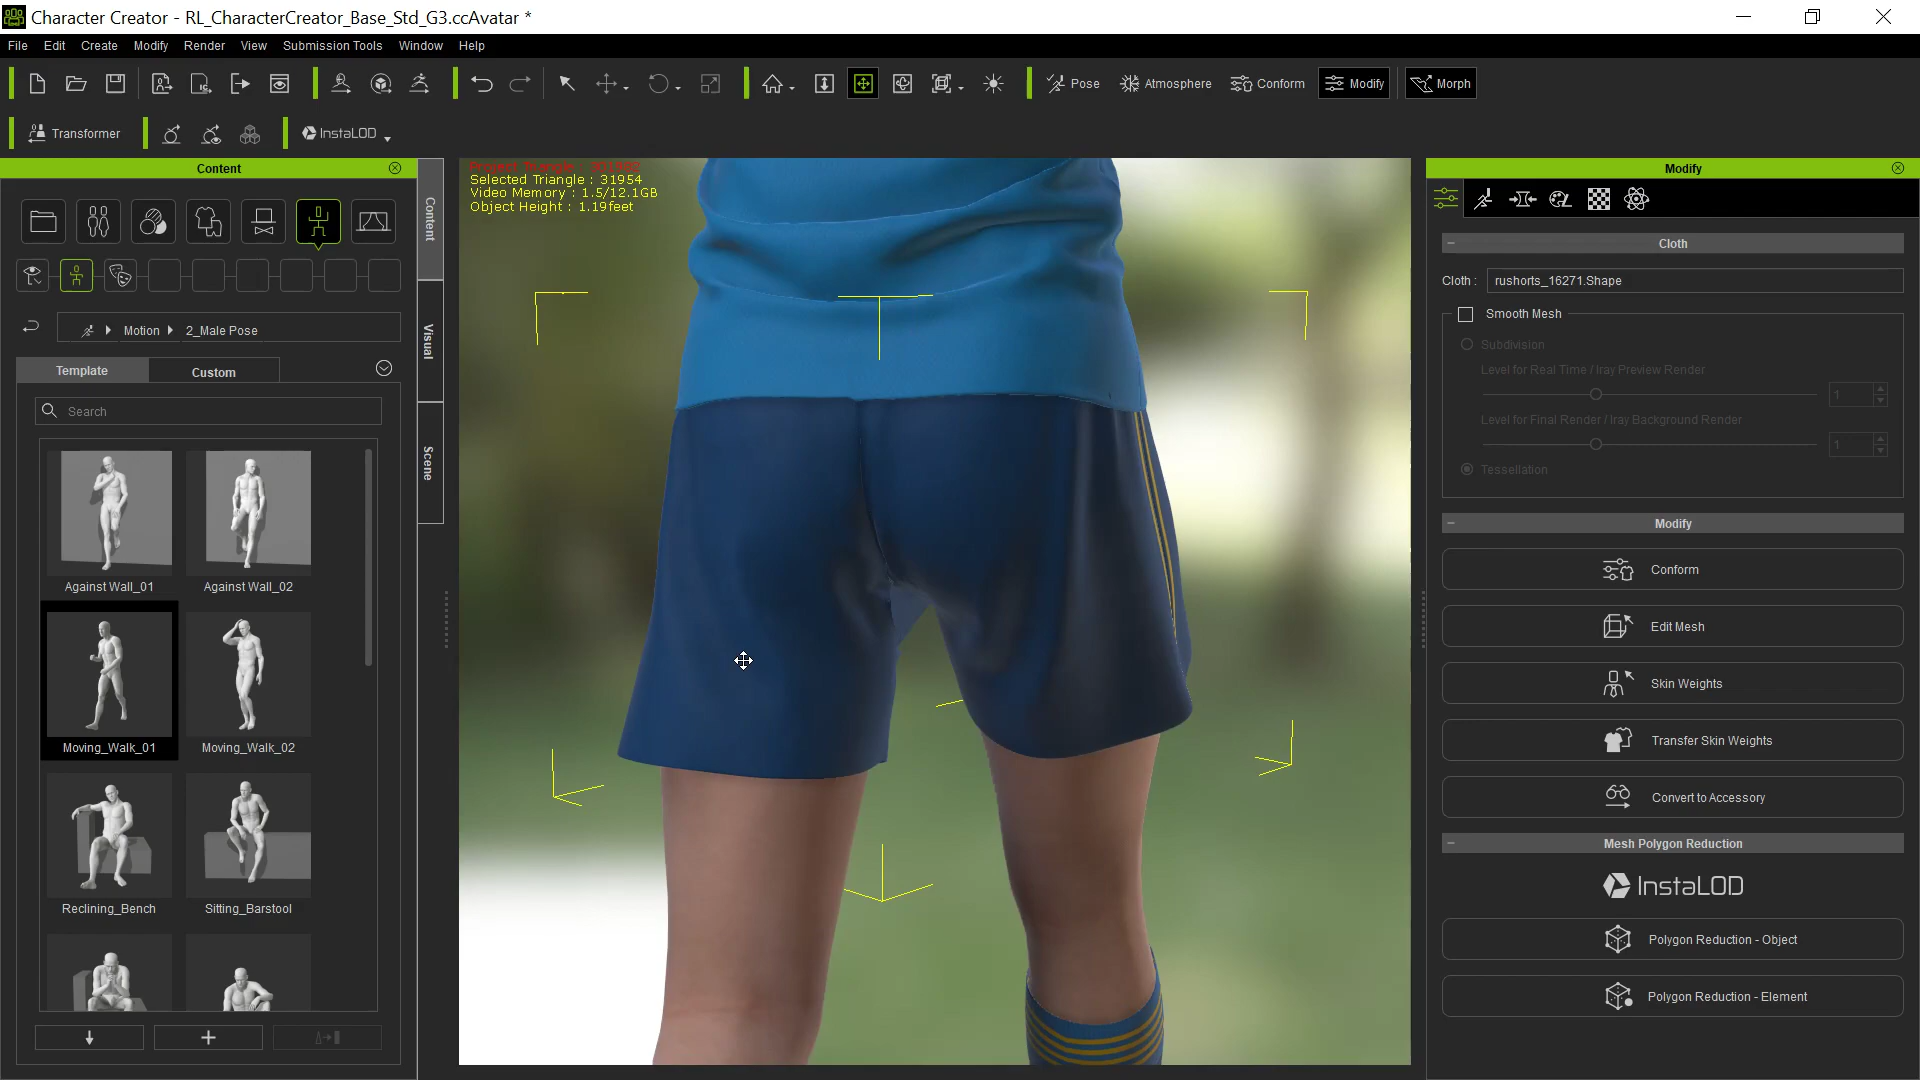 Character Creator - RL_CharacterCreator_Base_Std_G3.ccAvatar *
File Edit Create Modify Render View Submission Tools Window Help
Pose Atmosphere Conform Modify Morph
Transformer InstaLOD
Content
Motion 2_Male Pose
Template Custom
Search
Against Wall_01 Against Wall_02
Moving_Walk_01 Moving_Walk_02
Reclining_Bench Sitting_Barstool
Content
Visual
Scene
Project Triangle :
Selected Triangle : 31954
Video Memory : 1.5/12.1GB
Object Height : 1.19feet
Modify
Cloth
Cloth : rushorts_16271.Shape
Smooth Mesh
Subdivision
Level for Real Time / Iray Preview Render
1
Level for Final Render / Iray Background Render
1
Tessellation
Modify
Conform
Edit Mesh
Skin Weights
Transfer Skin Weights
Convert to Accessory
Mesh Polygon Reduction
InstaLOD
Polygon Reduction - Object
Polygon Reduction - Element